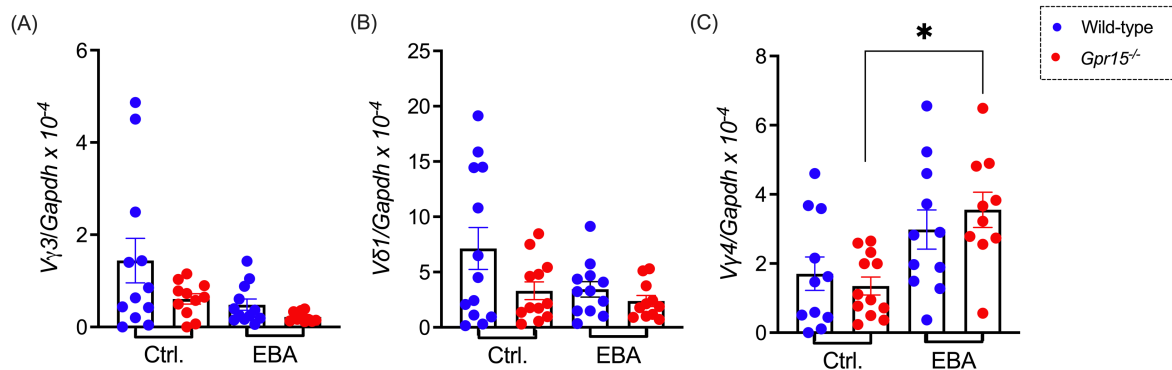 (A)
Vγ3/Gapdh x 10⁻⁴
6
4
2
0
Ctrl.
EBA
(B)
Vδ1/Gapdh x 10⁻⁴
25
20
15
10
5
0
Ctrl.
EBA
(C)
Vγ4/Gapdh x 10⁻⁴
8
6
4
2
0
*
Ctrl.
EBA
Wild-type
Gpr15⁻/⁻